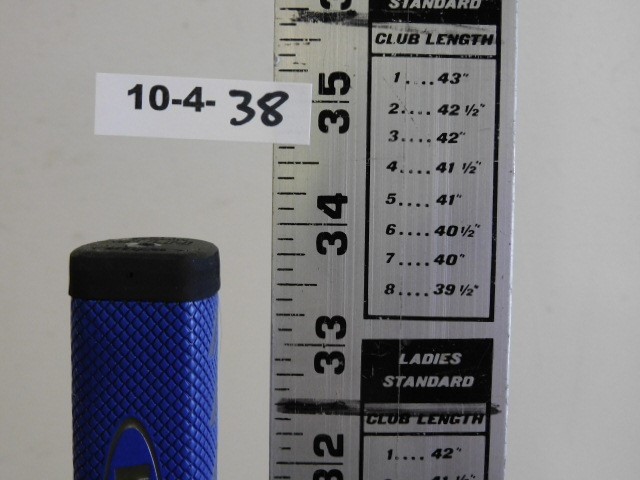 STANDARD
CLUB LENGTH
1....43"
2....42 ½"
3....42"
4....41 ½"
5....41"
6....40½"
7....40"
8....39 ½"
LADIES
STANDARD
CLUB LENGTH
1....42"
10-4-38
35
34
33
32